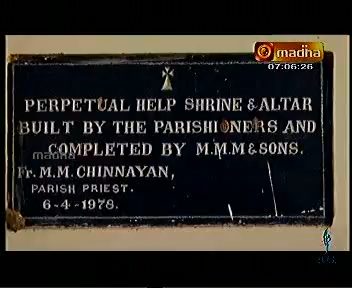 madha
07:06:26
PERPETUAL HELP SHRINE & ALTAR
BUILT BY THE PARISHIONERS AND
COMPLETED BY M.M.M & SONS.
madha
Fr. M.M. CHINNAYAN,
PARISH PRIEST.
6-4-1978.